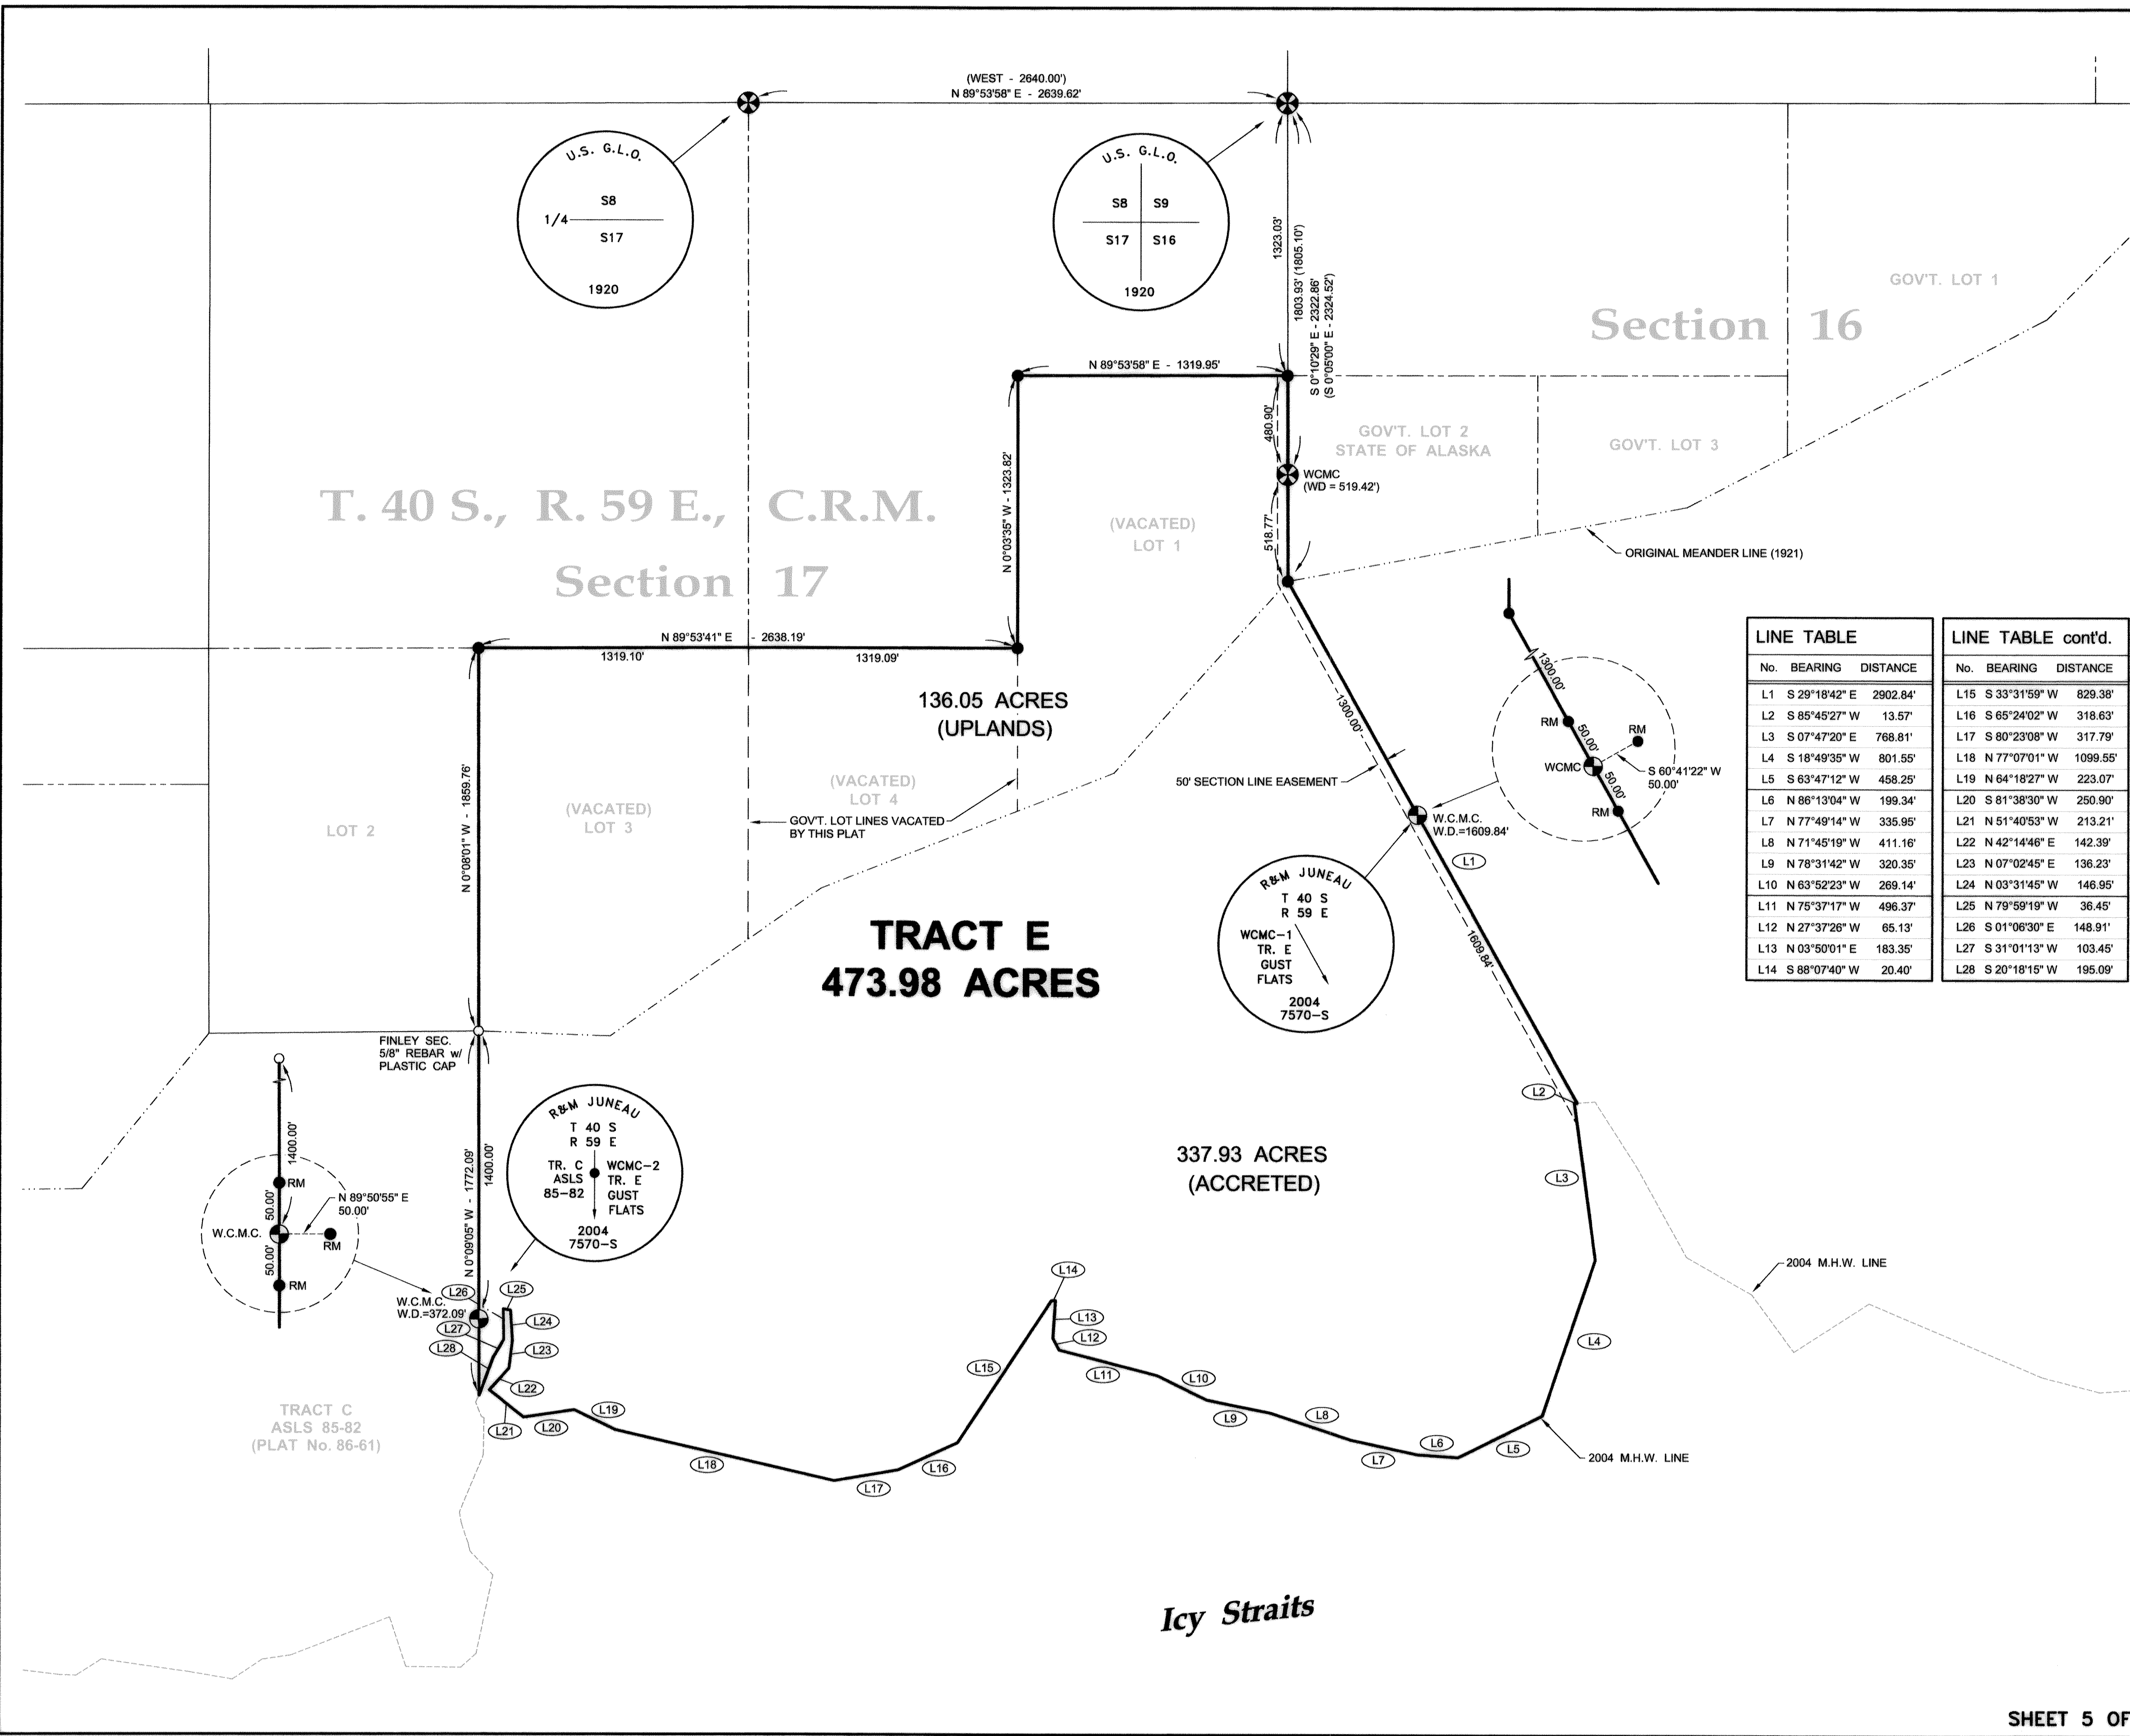 (WEST - 2640.00')
N 89°53'58" E - 2639.62'
U.S. G.L.O.
S8
1/4
S17
1920
U.S. G.L.O.
S8 S9
S17 S16
1920
1323.03'
1803.93' (1805.10')
S 0°10'29" E - 2322.86'
(S 0°05'00" E - 2324.52')
GOV'T. LOT 1
Section 16
N 89°53'58" E - 1319.95'
480.90'
GOV'T. LOT 2
STATE OF ALASKA
GOV'T. LOT 3
WCMC
(WD = 519.42')
518.77'
N 0°03'35" W - 1323.82'
(VACATED)
LOT 1
T. 40 S., R. 59 E., C.R.M.
Section 17
ORIGINAL MEANDER LINE (1921)
N 89°53'41" E - 2638.19'
1319.10' 1319.09'
136.05 ACRES
(UPLANDS)
1300.00'
50' SECTION LINE EASEMENT
1300.00'
RM
50.00'
RM
WCMC
S 60°41'22" W
50.00'
50.00'
RM
LINE TABLE
No. BEARING DISTANCE
L1 S 29°18'42" E 2902.84'
L2 S 85°45'27" W 13.57'
L3 S 07°47'20" E 768.81'
L4 S 18°49'35" W 801.55'
L5 S 63°47'12" W 458.25'
L6 N 86°13'04" W 199.34'
L7 N 77°49'14" W 335.95'
L8 N 71°45'19" W 411.16'
L9 N 78°31'42" W 320.35'
L10 N 63°52'23" W 269.14'
L11 N 75°37'17" W 496.37'
L12 N 27°37'26" W 65.13'
L13 N 03°50'01" E 183.35'
L14 S 88°07'40" W 20.40'
LINE TABLE cont'd.
No. BEARING DISTANCE
L15 S 33°31'59" W 829.38'
L16 S 65°24'02" W 318.63'
L17 S 80°23'08" W 317.79'
L18 N 77°07'01" W 1099.55'
L19 N 64°18'27" W 223.07'
L20 S 81°38'30" W 250.90'
L21 N 51°40'53" W 213.21'
L22 N 42°14'46" E 142.39'
L23 N 07°02'45" E 136.23'
L24 N 03°31'45" W 146.95'
L25 N 79°59'19" W 36.45'
L26 S 01°06'30" E 148.91'
L27 S 31°01'13" W 103.45'
L28 S 20°18'15" W 195.09'
N 0°08'01" W - 1859.76'
LOT 2
(VACATED)
LOT 3
(VACATED)
LOT 4
GOV'T. LOT LINES VACATED
BY THIS PLAT
W.C.M.C.
W.D.=1609.84'
L1
R&M JUNEAU
T 40 S
R 59 E
WCMC-1
TR. E
GUST
FLATS
2004
7570-S
1609.84'
TRACT E
473.98 ACRES
FINLEY SEC.
5/8" REBAR w/
PLASTIC CAP
1400.00'
RM
50.00'
N 89°50'55" E
50.00'
W.C.M.C.
RM
50.00'
RM
N 0°09'05" W - 1772.09'
1400.00'
R&M JUNEAU
T 40 S
R 59 E
TR. C
ASLS
85-82
WCMC-2
TR. E
GUST
FLATS
2004
7570-S
337.93 ACRES
(ACCRETED)
L2
L3
L4
2004 M.H.W. LINE
W.C.M.C.
W.D.=372.09'
L26
L25
L24
L27
L28
L23
L22
L21
L20
L19
L18
L17
L16
L15
L14
L13
L12
L11
L10
L9
L8
L7
L6
L5
2004 M.H.W. LINE
TRACT C
ASLS 85-82
(PLAT No. 86-61)
Icy Straits
SHEET 5 OF